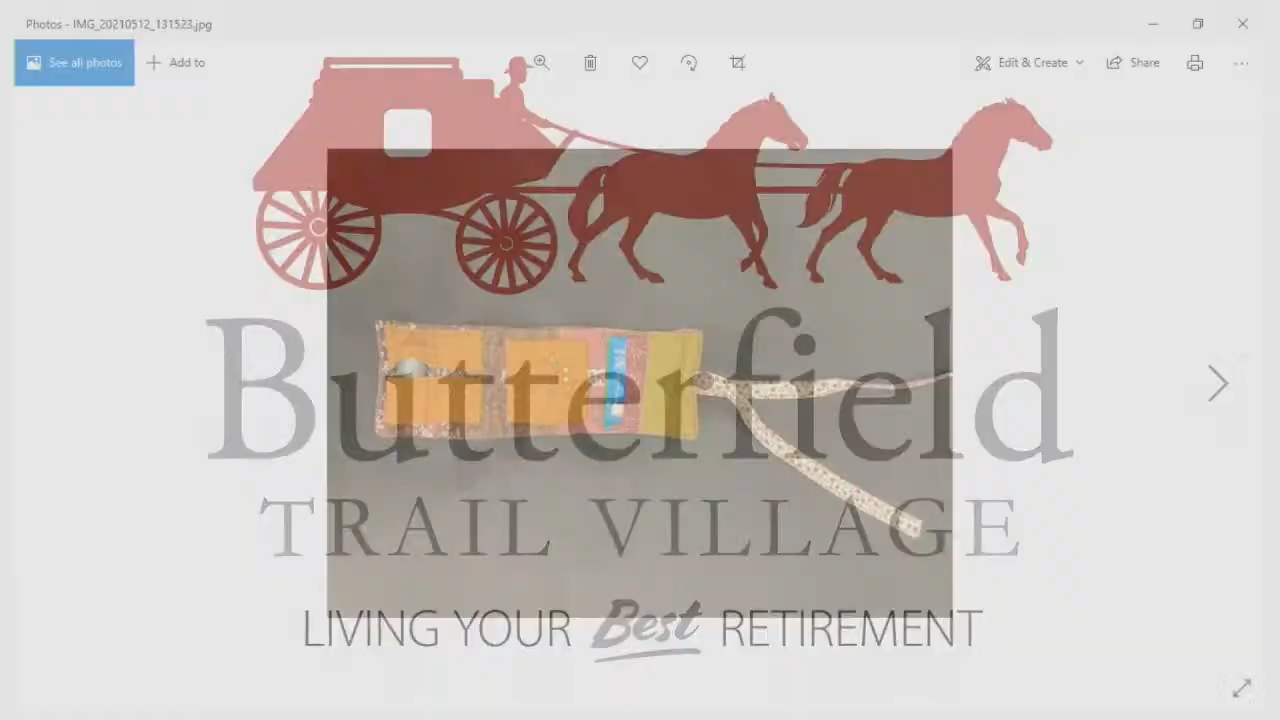 Photos - IMG_20210512_131523.jpg
See all photos
Add to
Edit & Create
Share
Butterfield
TRAIL VILLAGE
LIVING YOUR Best RETIREMENT